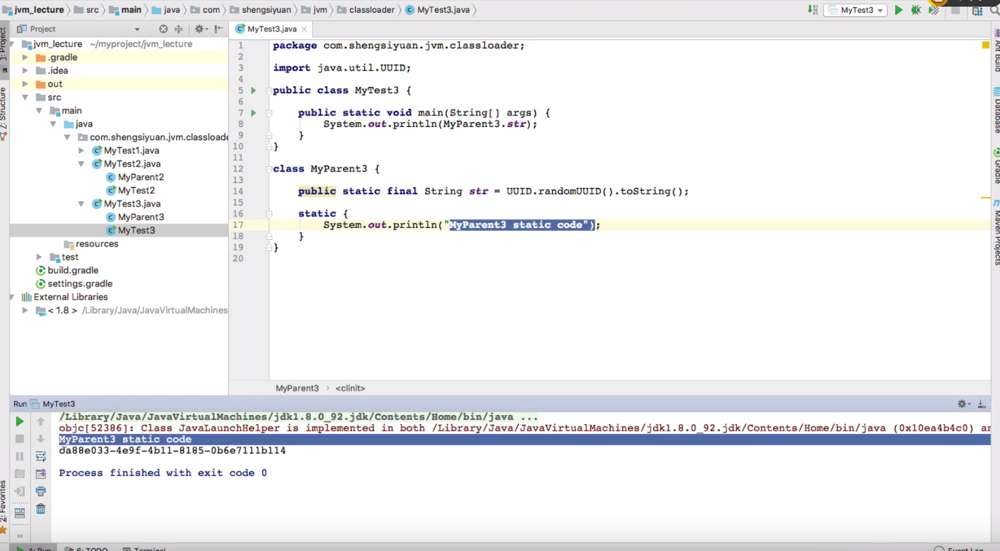 jvm_lecture src main java com shengsiyuan jvm classloader MyTest3.java
MyTest3
1: Project
Project
MyTest3.java
jvm_lecture ~/myproject/jvm_lecture
.gradle
.idea
out
src
main
java
com.shengsiyuan.jvm.classloade
MyTest1.java
MyTest2.java
MyParent2
MyTest2
MyTest3.java
MyParent3
MyTest3
resources
test
build.gradle
settings.gradle
External Libraries
< 1.8 > /Library/Java/JavaVirtualMachines
7: Structure
1 package com.shengsiyuan.jvm.classloader;
2
3 import java.util.UUID;
4
5 public class MyTest3 {
6
7 public static void main(String[] args) {
8 System.out.println(MyParent3.str);
9 }
10 }
11
12 class MyParent3 {
13
14 public static final String str = UUID.randomUUID().toString();
15
16 static {
17 System.out.println("MyParent3 static code");
18 }
19 }
20
MyParent3 › <clinit>
Ant Build
Database
Gradle
Maven Projects
Run MyTest3
/Library/Java/JavaVirtualMachines/jdk1.8.0_92.jdk/Contents/Home/bin/java ...
objc[52386]: Class JavaLaunchHelper is implemented in both /Library/Java/JavaVirtualMachines/jdk1.8.0_92.jdk/Contents/Home/bin/java (0x10ea4b4c0) an
MyParent3 static code
da88e033-4e9f-4b11-8185-0b6e7111b114
Process finished with exit code 0
2: Favorites
4: Run 6: TODO Terminal Event Log